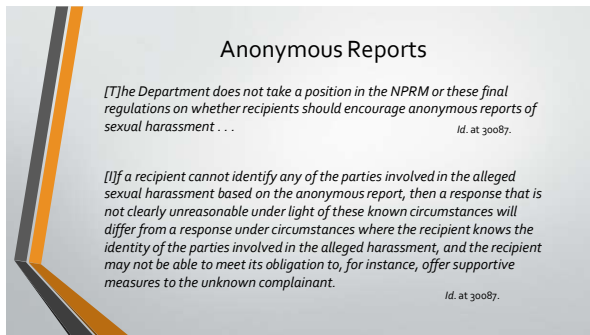 Anonymous Reports
[T]he Department does not take a position in the NPRM or these final
regulations on whether recipients should encourage anonymous reports of
sexual harassment . . .
Id. at 30087.
[I]f a recipient cannot identify any of the parties involved in the alleged
sexual harassment based on the anonymous report, then a response that is
not clearly unreasonable under light of these known circumstances will
differ from a response under circumstances where the recipient knows the
identity of the parties involved in the alleged harassment, and the recipient
may not be able to meet its obligation to, for instance, offer supportive
measures to the unknown complainant.
Id. at 30087.